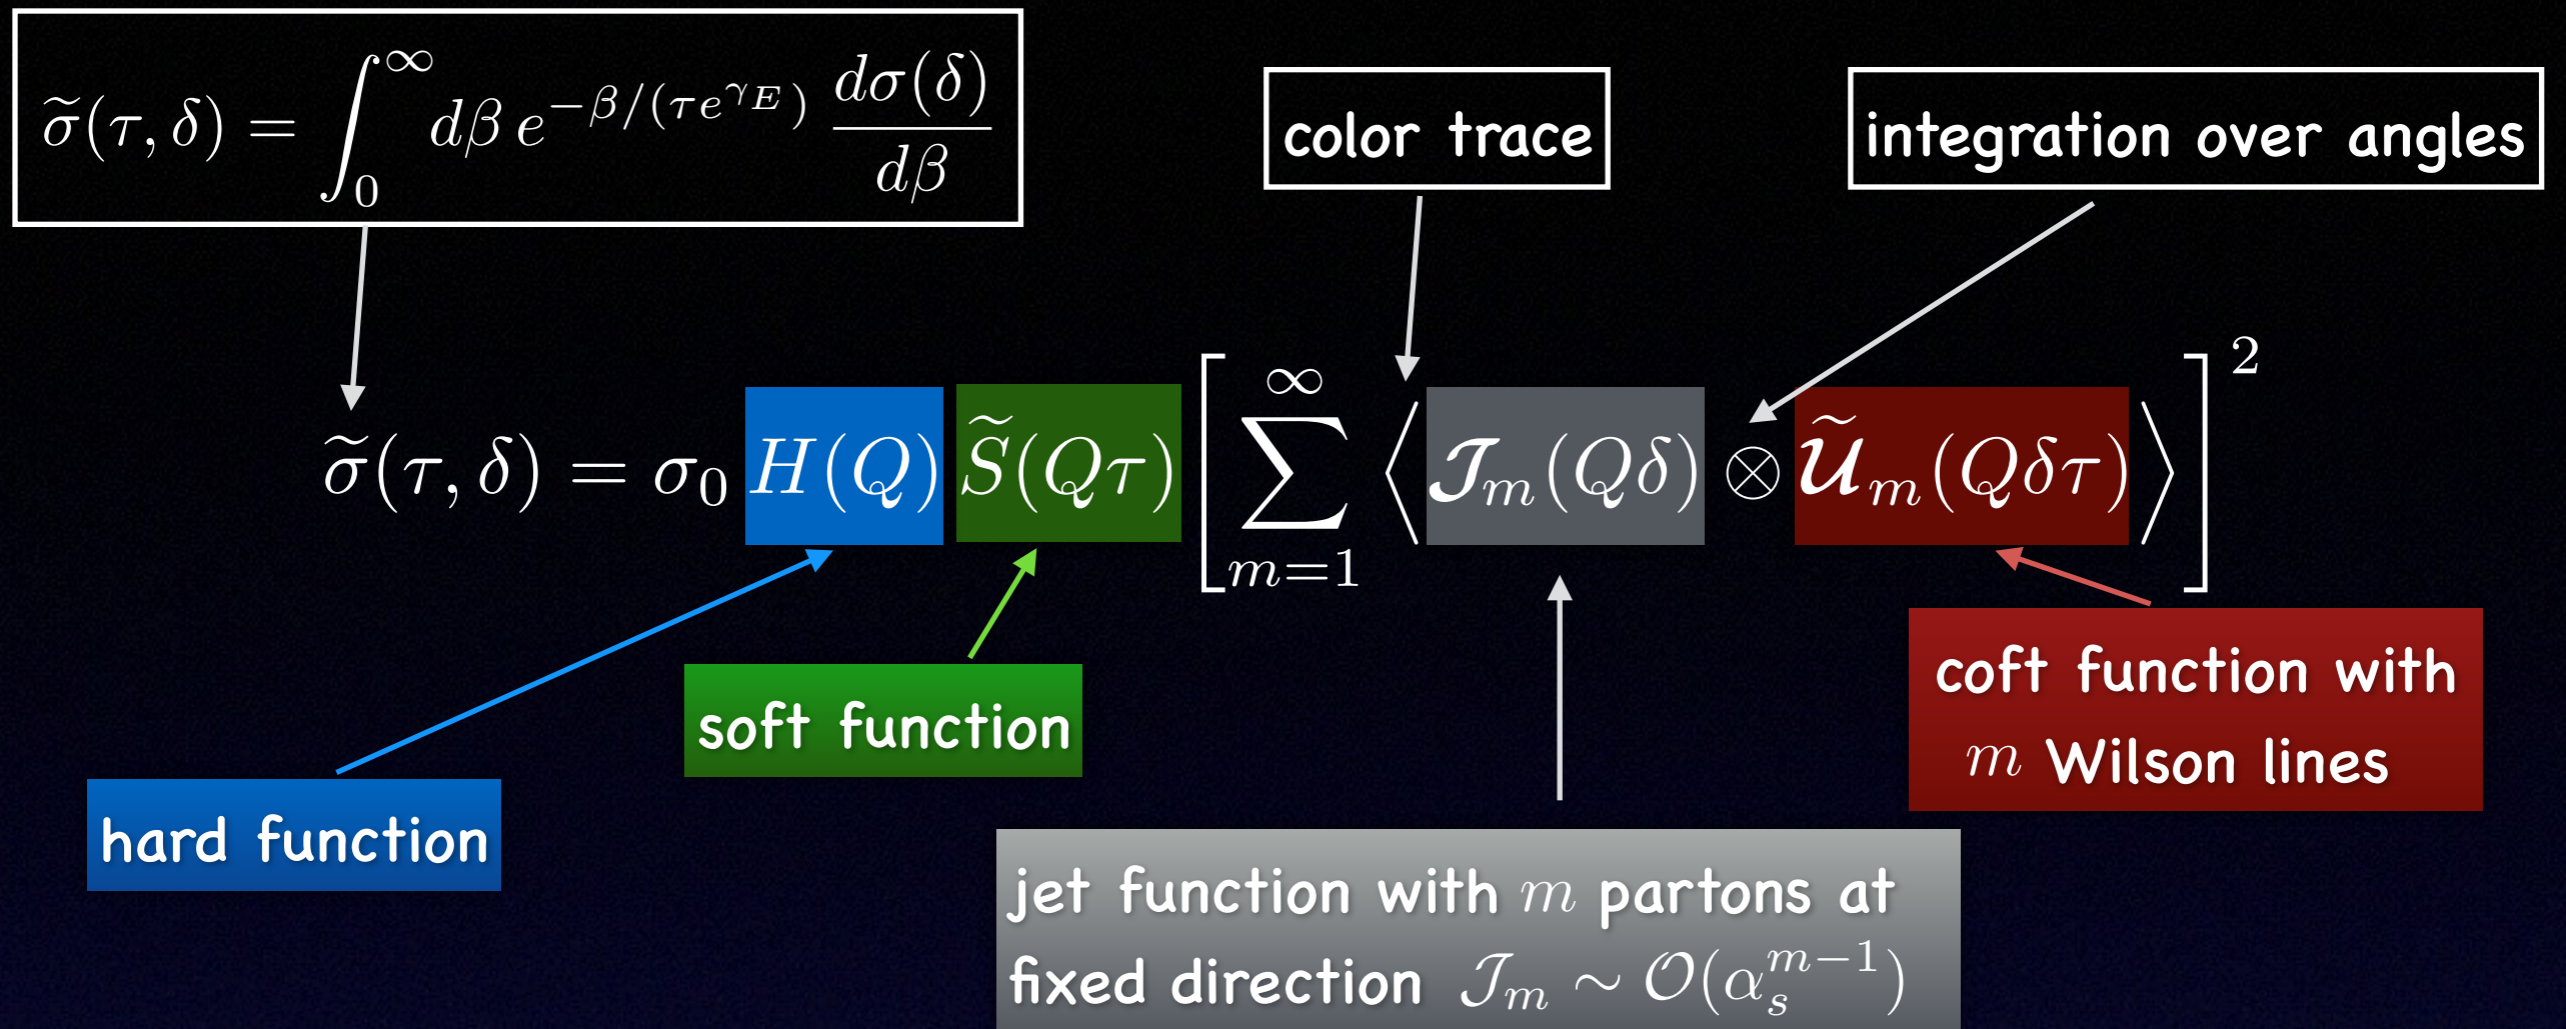 σ̃(τ, δ) = ∫₀^∞ dβ e^{−β/(τe^{γ_E})} dσ(δ)/dβ
color trace
integration over angles
σ̃(τ, δ) = σ₀ H(Q) S̃(Qτ) [ ∑_{m=1}^{∞} ⟨ 𝓙_m(Qδ) ⊗ 𝓤̃_m(Qδτ) ⟩ ]²
hard function
soft function
jet function with m partons at
fixed direction 𝒥_m ∼ 𝒪(α_s^{m−1})
coft function with
m Wilson lines